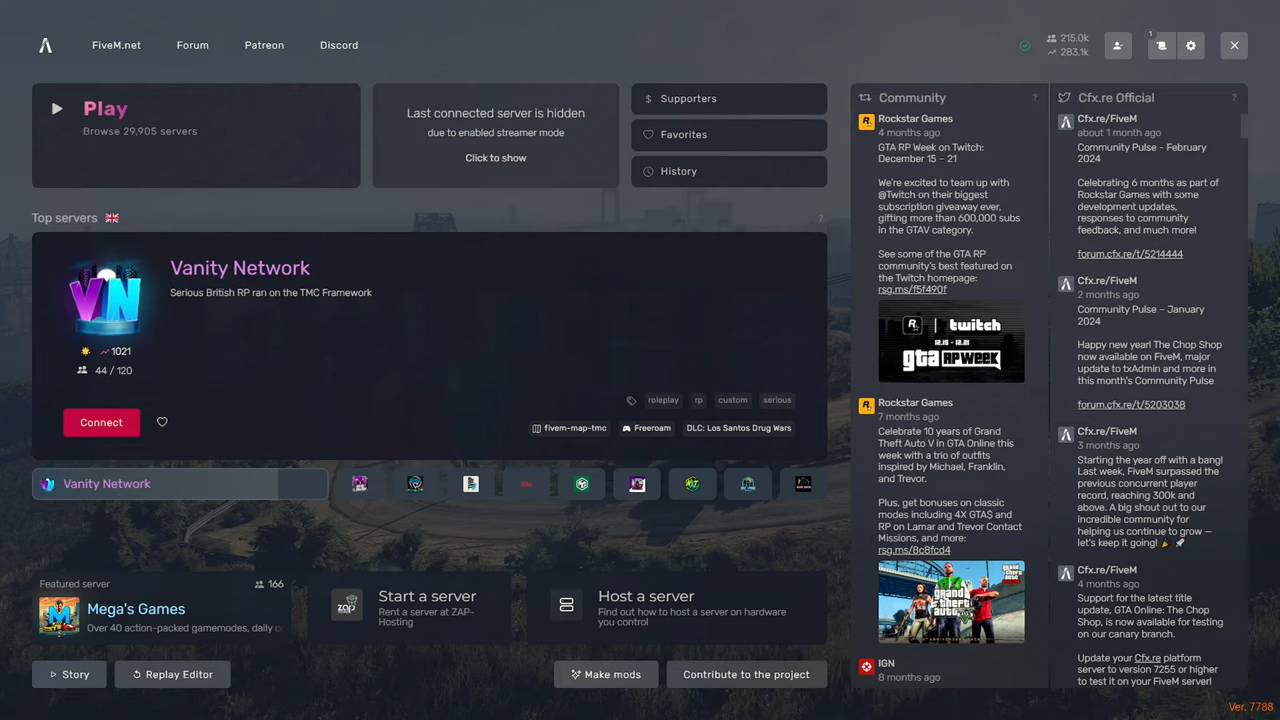 FiveM.net
Forum
Patreon
Discord
215.0k
283.1k
1
Play
Browse 29,905 servers
Last connected server is hidden
due to enabled streamer mode
Click to show
$ Supporters
Favorites
History
Top servers
?
VN
Vanity Network
Serious British RP ran on the TMC Framework
1021
44 / 120
roleplay
rp
custom
serious
Connect
fivem-map-tmc
Freeroam
DLC: Los Santos Drug Wars
Vanity Network
Featured server
166
Mega's Games
Over 40 action-packed gamemodes, daily c
ZAP
Start a server
Rent a server at ZAP-
Hosting
Host a server
Find out how to host a server on hardware
you control
Story
Replay Editor
Make mods
Contribute to the project
Community
?
Rockstar Games
4 months ago
GTA RP Week on Twitch:
December 15 – 21
We're excited to team up with
@Twitch on their biggest
subscription giveaway ever,
gifting more than 600,000 subs
in the GTAV category.
See some of the GTA RP
community's best featured on
the Twitch homepage:
rsg.ms/f5f490f
R | twitch
12.15 - 12.21
gta RP WEEK
Rockstar Games
7 months ago
Celebrate 10 years of Grand
Theft Auto V in GTA Online this
week with a trio of outfits
inspired by Michael, Franklin,
and Trevor.
Plus, get bonuses on classic
modes including 4X GTA$ and
RP on Lamar and Trevor Contact
Missions, and more:
rsg.ms/8c8fcd4
grand
theft
auto
IGN
8 months ago
Cfx.re Official
?
Cfx.re/FiveM
about 1 month ago
Community Pulse - February
2024
Celebrating 6 months as part of
Rockstar Games with some
development updates,
responses to community
feedback, and much more!
forum.cfx.re/t/5214444
Cfx.re/FiveM
2 months ago
Community Pulse – January
2024
Happy new year! The Chop Shop
now available on FiveM, major
update to txAdmin and more in
this month's Community Pulse
forum.cfx.re/t/5203038
Cfx.re/FiveM
3 months ago
Starting the year off with a bang!
Last week, FiveM surpassed the
previous concurrent player
record, reaching 300k and
above. A big shout out to our
incredible community for
helping us continue to grow —
let's keep it going!
Cfx.re/FiveM
4 months ago
Support for the latest title
update, GTA Online: The Chop
Shop, is now available for testing
on our canary branch.
Update your Cfx.re platform
server to version 7255 or higher
to test it on your FiveM server!
Ver. 7788